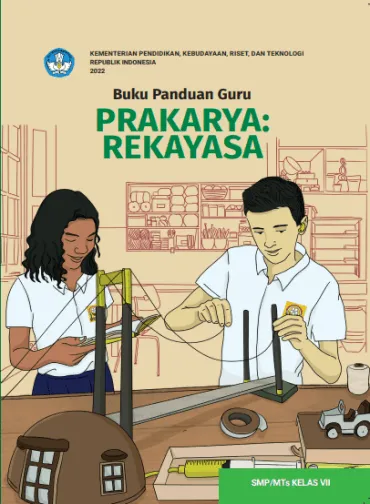 KEMENTERIAN PENDIDIKAN, KEBUDAYAAN, RISET, DAN TEKNOLOGI
REPUBLIK INDONESIA
2022
Buku Panduan Guru
PRAKARYA:
REKAYASA
SMP/MTs KELAS VII